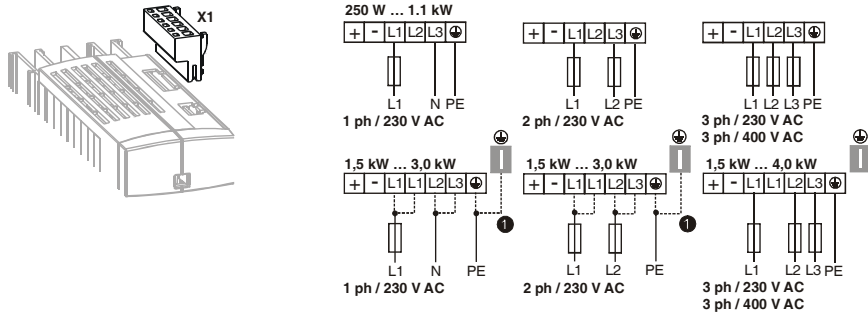 X1
250 W ... 1.1 kW
+ - L1 L2 L3
L1 N PE
1 ph / 230 V AC
+ - L1 L2 L3
L1 L2 PE
2 ph / 230 V AC
+ - L1 L2 L3
L1 L2 L3 PE
3 ph / 230 V AC
3 ph / 400 V AC
1,5 kW ... 3,0 kW
+ - L1 L1 L2 L3
1
L1 N PE
1 ph / 230 V AC
1,5 kW ... 3,0 kW
+ - L1 L1 L2 L3
1
L1 L2 PE
2 ph / 230 V AC
1,5 kW ... 4,0 kW
+ - L1 L1 L2 L3
L1 L2 L3 PE
3 ph / 230 V AC
3 ph / 400 V AC